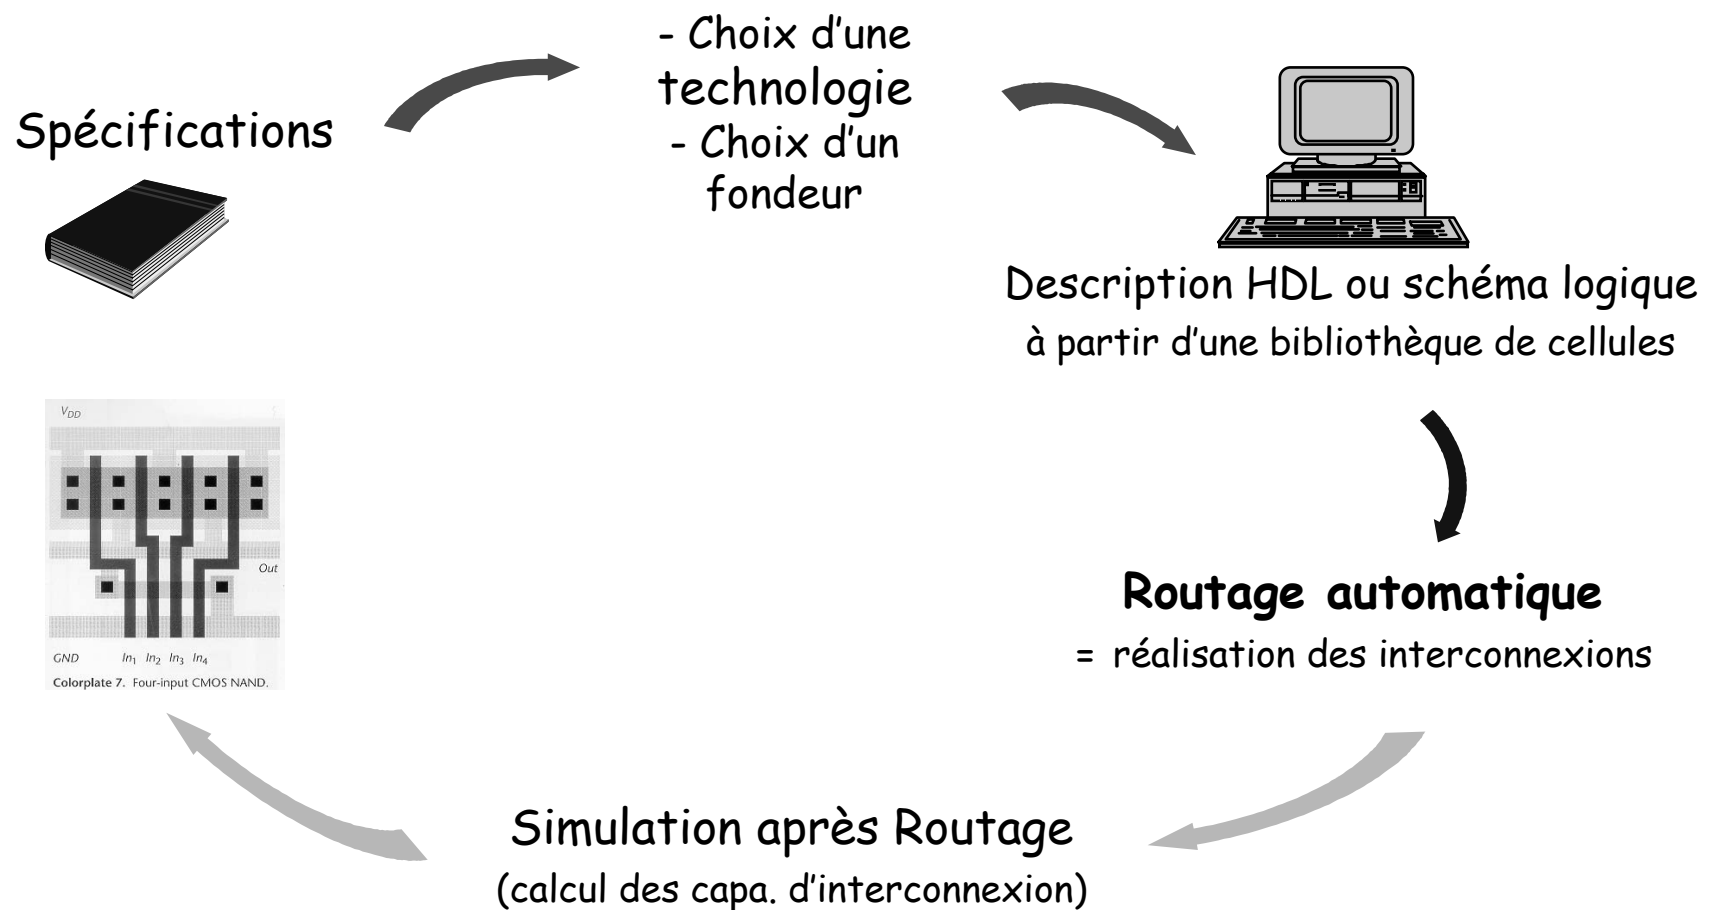 - Choix d'une
technologie
- Choix d'un
fondeur
Spécifications
Description HDL ou schéma logique
à partir d'une bibliothèque de cellules
VDD
Out
GND In1 In2 In3 In4
Colorplate 7. Four-input CMOS NAND.
Routage automatique
= réalisation des interconnexions
Simulation après Routage
(calcul des capa. d'interconnexion)